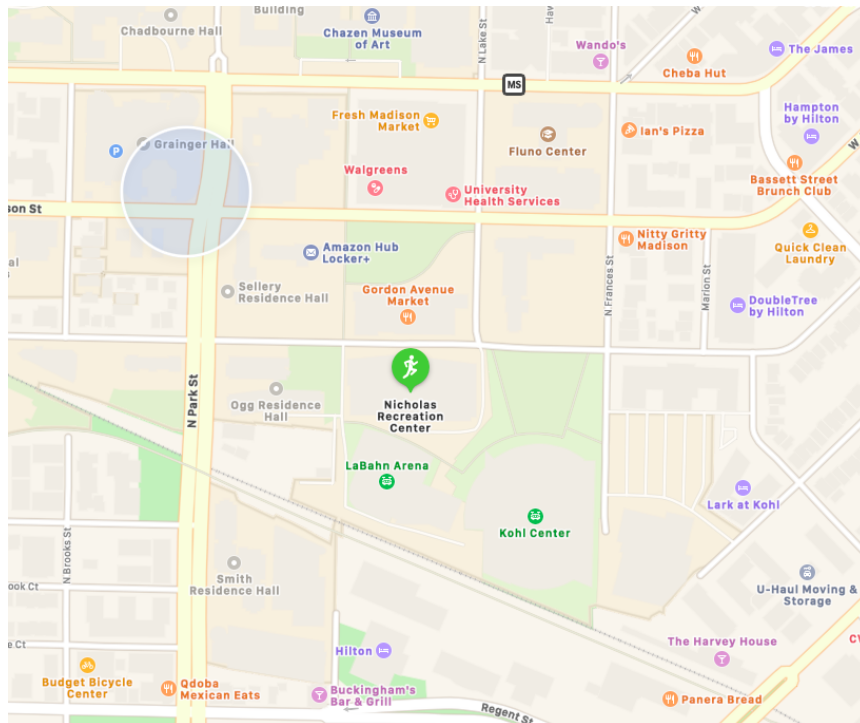 Building
Chadbourne Hall
Chazen Museum
of Art
N Lake St
Hav
Wando's
The James
Cheba Hut
MS
W
Hampton
by Hilton
Fresh Madison
Market
Ian's Pizza
Fluno Center
P
Grainger Hall
W
Walgreens
Bassett Street
Brunch Club
University
Health Services
son St
Nitty Gritty
Madison
Quick Clean
Laundry
Amazon Hub
Locker+
al
s
Sellery
Residence Hall
Gordon Avenue
Market
N Frances St
Marion St
DoubleTree
by Hilton
N Park St
Ogg Residence
Hall
Nicholas
Recreation
Center
LaBahn Arena
Lark at Kohl
Kohl Center
N Brooks St
Smith
Residence Hall
ook Ct
U-Haul Moving &
Storage
e Ct
Hilton
The Harvey House
CV
Budget Bicycle
Center
Qdoba
Mexican Eats
Buckingham's
Bar & Grill
Regent St
Panera Bread